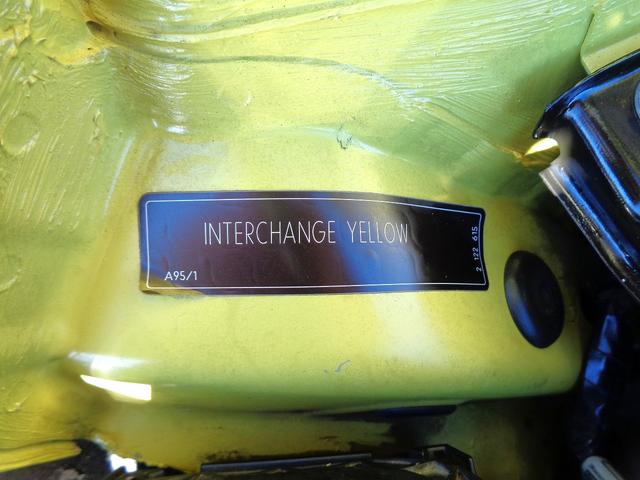 INTERCHANGE YELLOW
A95/1
2 122 615